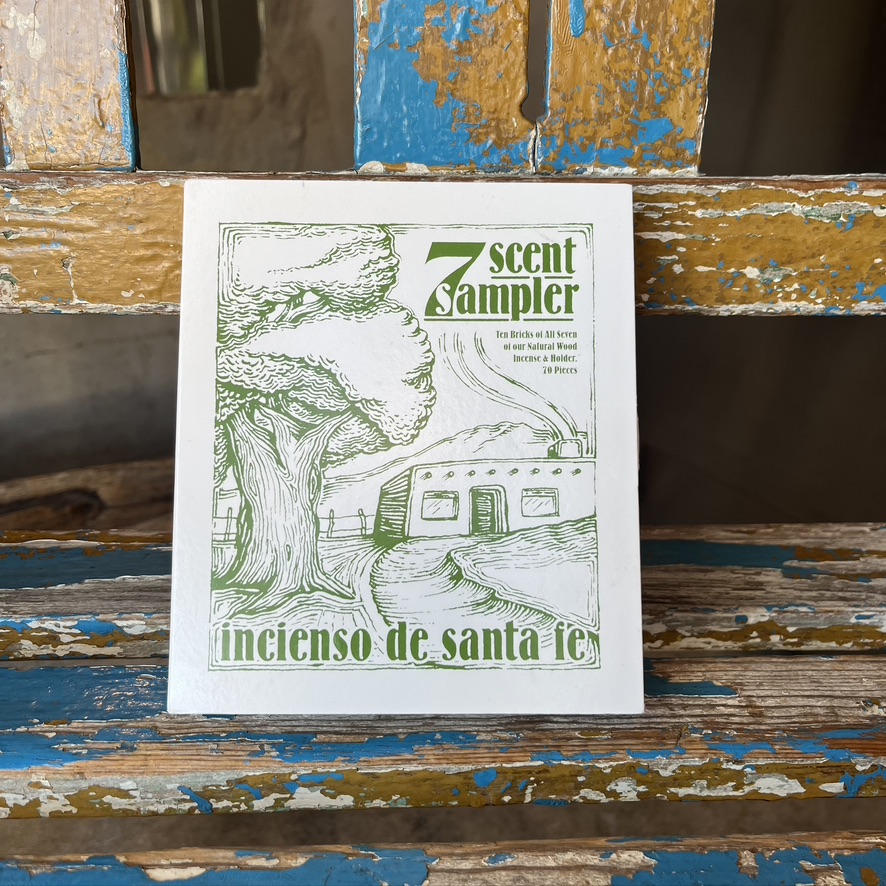 7 scent
sampler
Ten Bricks of All Seven
of our Natural Wood
Incense & Holder.
70 Pieces
incienso de santa fe